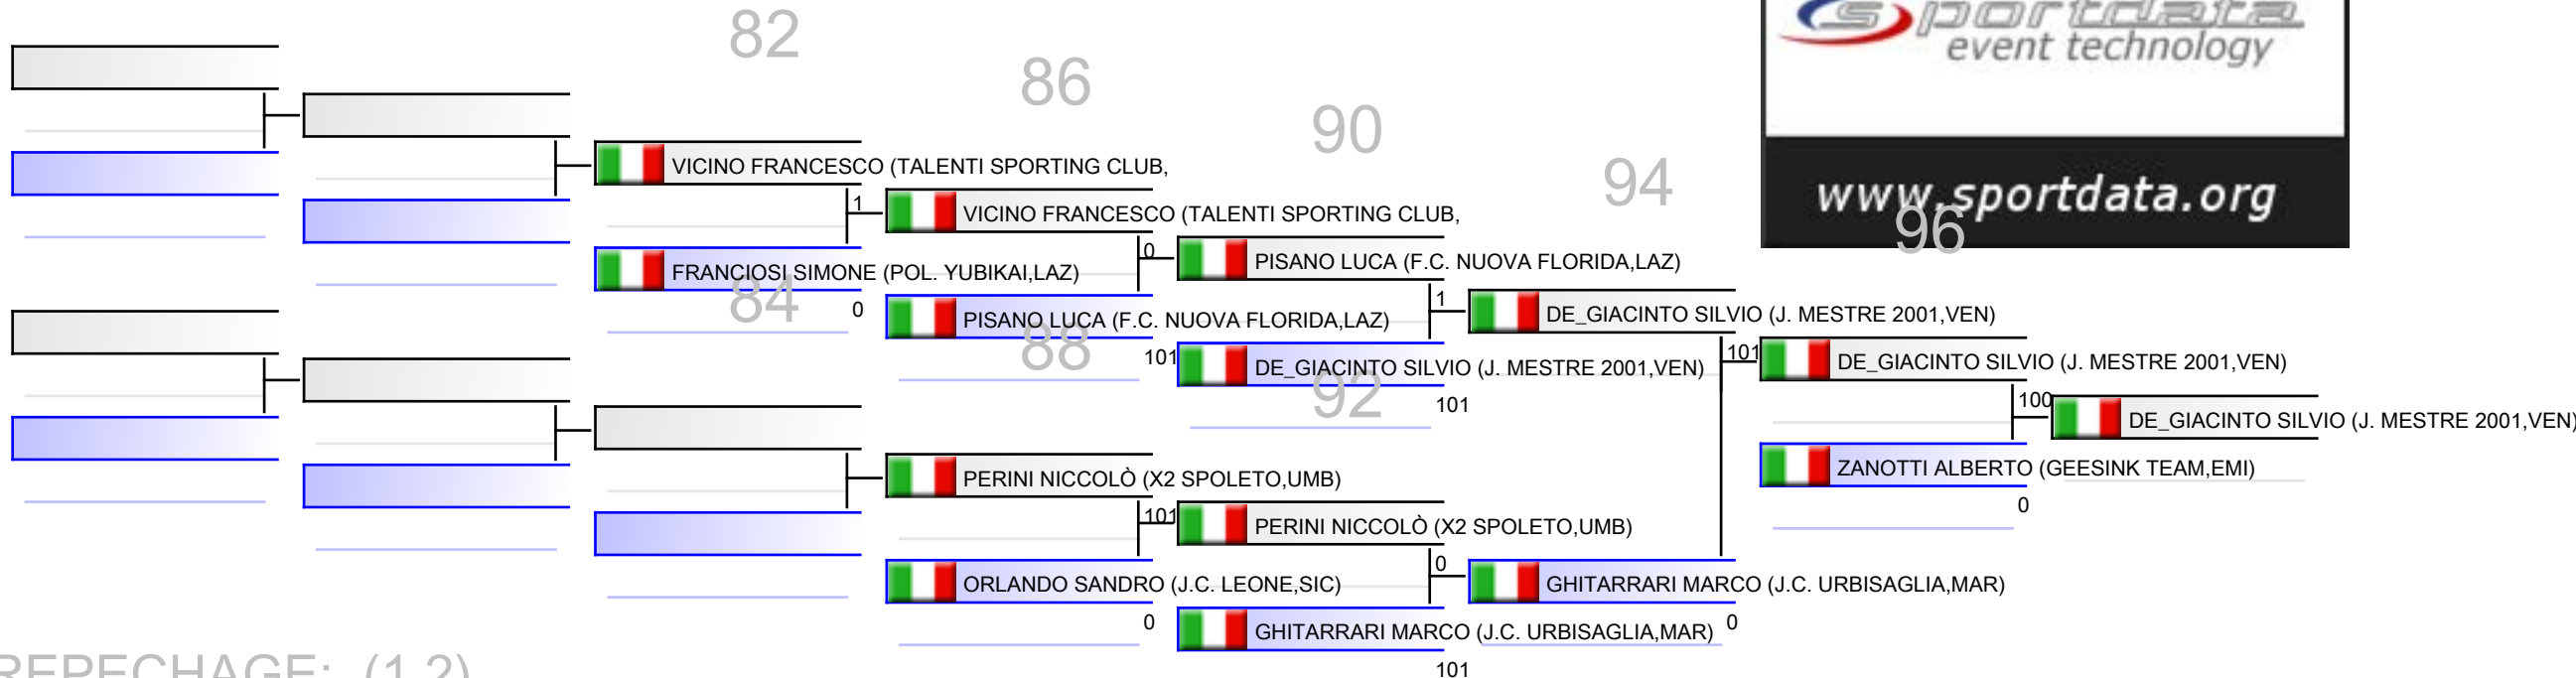 sportdata
event technology
www.sportdata.org
82
86
90
94
96
VICINO FRANCESCO (TALENTI SPORTING CLUB,
1
VICINO FRANCESCO (TALENTI SPORTING CLUB,
0
PISANO LUCA (F.C. NUOVA FLORIDA,LAZ)
FRANCIOSI SIMONE (POL. YUBIKAI,LAZ)
84
0
1
DE_GIACINTO SILVIO (J. MESTRE 2001,VEN)
PISANO LUCA (F.C. NUOVA FLORIDA,LAZ)
88
101
101
DE_GIACINTO SILVIO (J. MESTRE 2001,VEN)
DE_GIACINTO SILVIO (J. MESTRE 2001,VEN)
92
101
100
DE_GIACINTO SILVIO (J. MESTRE 2001,VEN)
ZANOTTI ALBERTO (GEESINK TEAM,EMI)
0
PERINI NICCOLÒ (X2 SPOLETO,UMB)
101
PERINI NICCOLÒ (X2 SPOLETO,UMB)
0
ORLANDO SANDRO (J.C. LEONE,SIC)
GHITARRARI MARCO (J.C. URBISAGLIA,MAR)
0
0
GHITARRARI MARCO (J.C. URBISAGLIA,MAR)
101
REPECHAGE: (1,2)